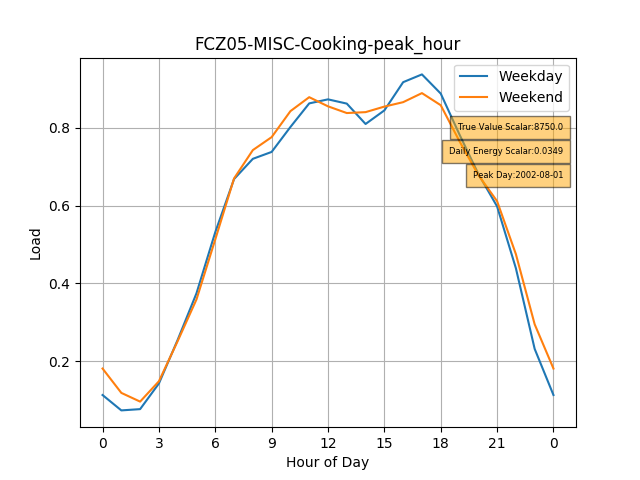 FCZ05-MISC-Cooking-peak_hour
Weekday
Weekend
True Value Scalar:8750.0
Daily Energy Scalar:0.0349
Peak Day:2002-08-01
0.8
0.6
0.4
0.2
Load
0 3 6 9 12 15 18 21 0
Hour of Day